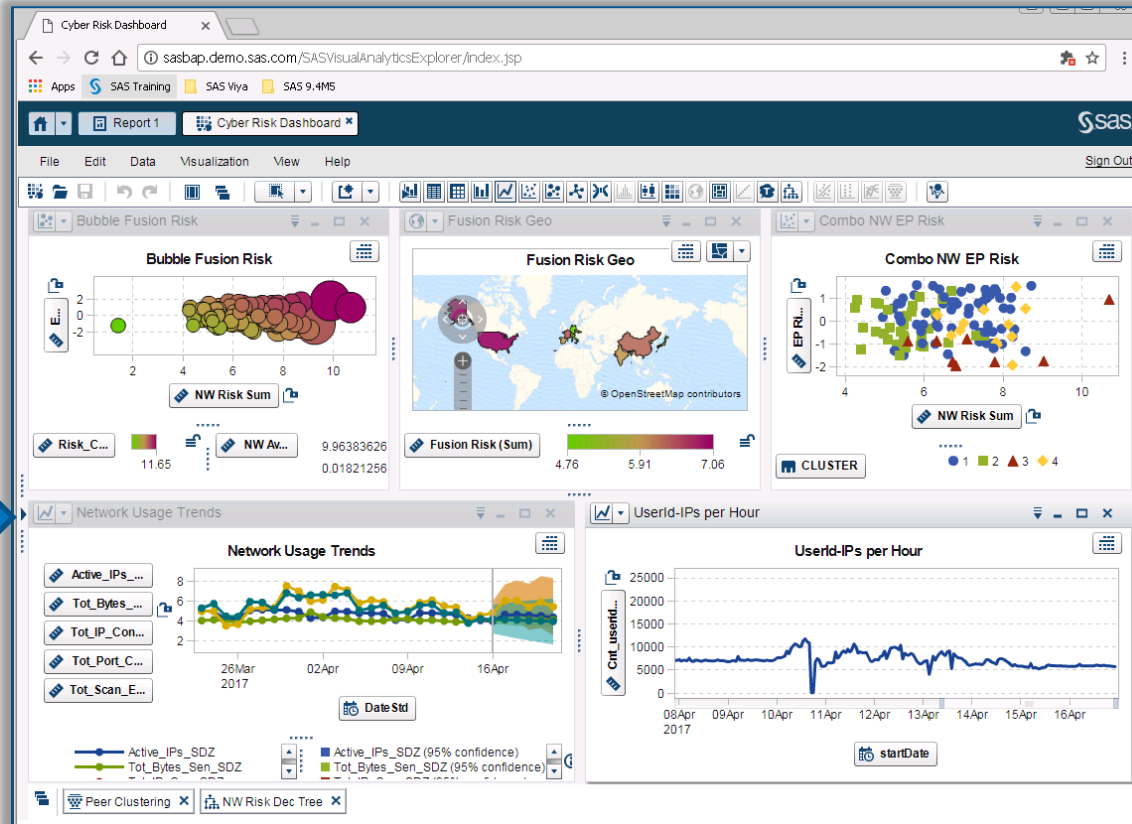 Cyber Risk Dashboard
sasbap.demo.sas.com/SASVisualAnalyticsExplorer/index.jsp
Apps SAS Training SAS Viya SAS 9.4M5
Report 1 Cyber Risk Dashboard sas
File Edit Data Visualization View Help Sign Out
Bubble Fusion Risk
Bubble Fusion Risk
E...
2
0
-2
2 4 6 8 10
NW Risk Sum
Risk_C...
11.65
NW Av...
9.96383626
0.01821256
Fusion Risk Geo
Fusion Risk Geo
© OpenStreetMap contributors
Fusion Risk (Sum)
4.76 5.91 7.06
Combo NW EP Risk
Combo NW EP Risk
EP Ri...
1
0
-1
-2
4 6 8 10
NW Risk Sum
CLUSTER
1 2 3 4
Network Usage Trends
Network Usage Trends
Active_IPs_...
Tot_Bytes_...
Tot_IP_Con...
Tot_Port_C...
Tot_Scan_E...
8
6
4
2
26Mar 02Apr 09Apr 16Apr
2017
DateStd
Active_IPs_SDZ
Tot_Bytes_Sen_SDZ
Active_IPs_SDZ (95% confidence)
Tot_Bytes_Sen_SDZ (95% confidence)
UserId-IPs per Hour
UserId-IPs per Hour
Cnt_userid...
25000
20000
15000
10000
5000
0
08Apr 09Apr 10Apr 11Apr 12Apr 13Apr 14Apr 15Apr 16Apr
2017
startDate
Peer Clustering NW Risk Dec Tree